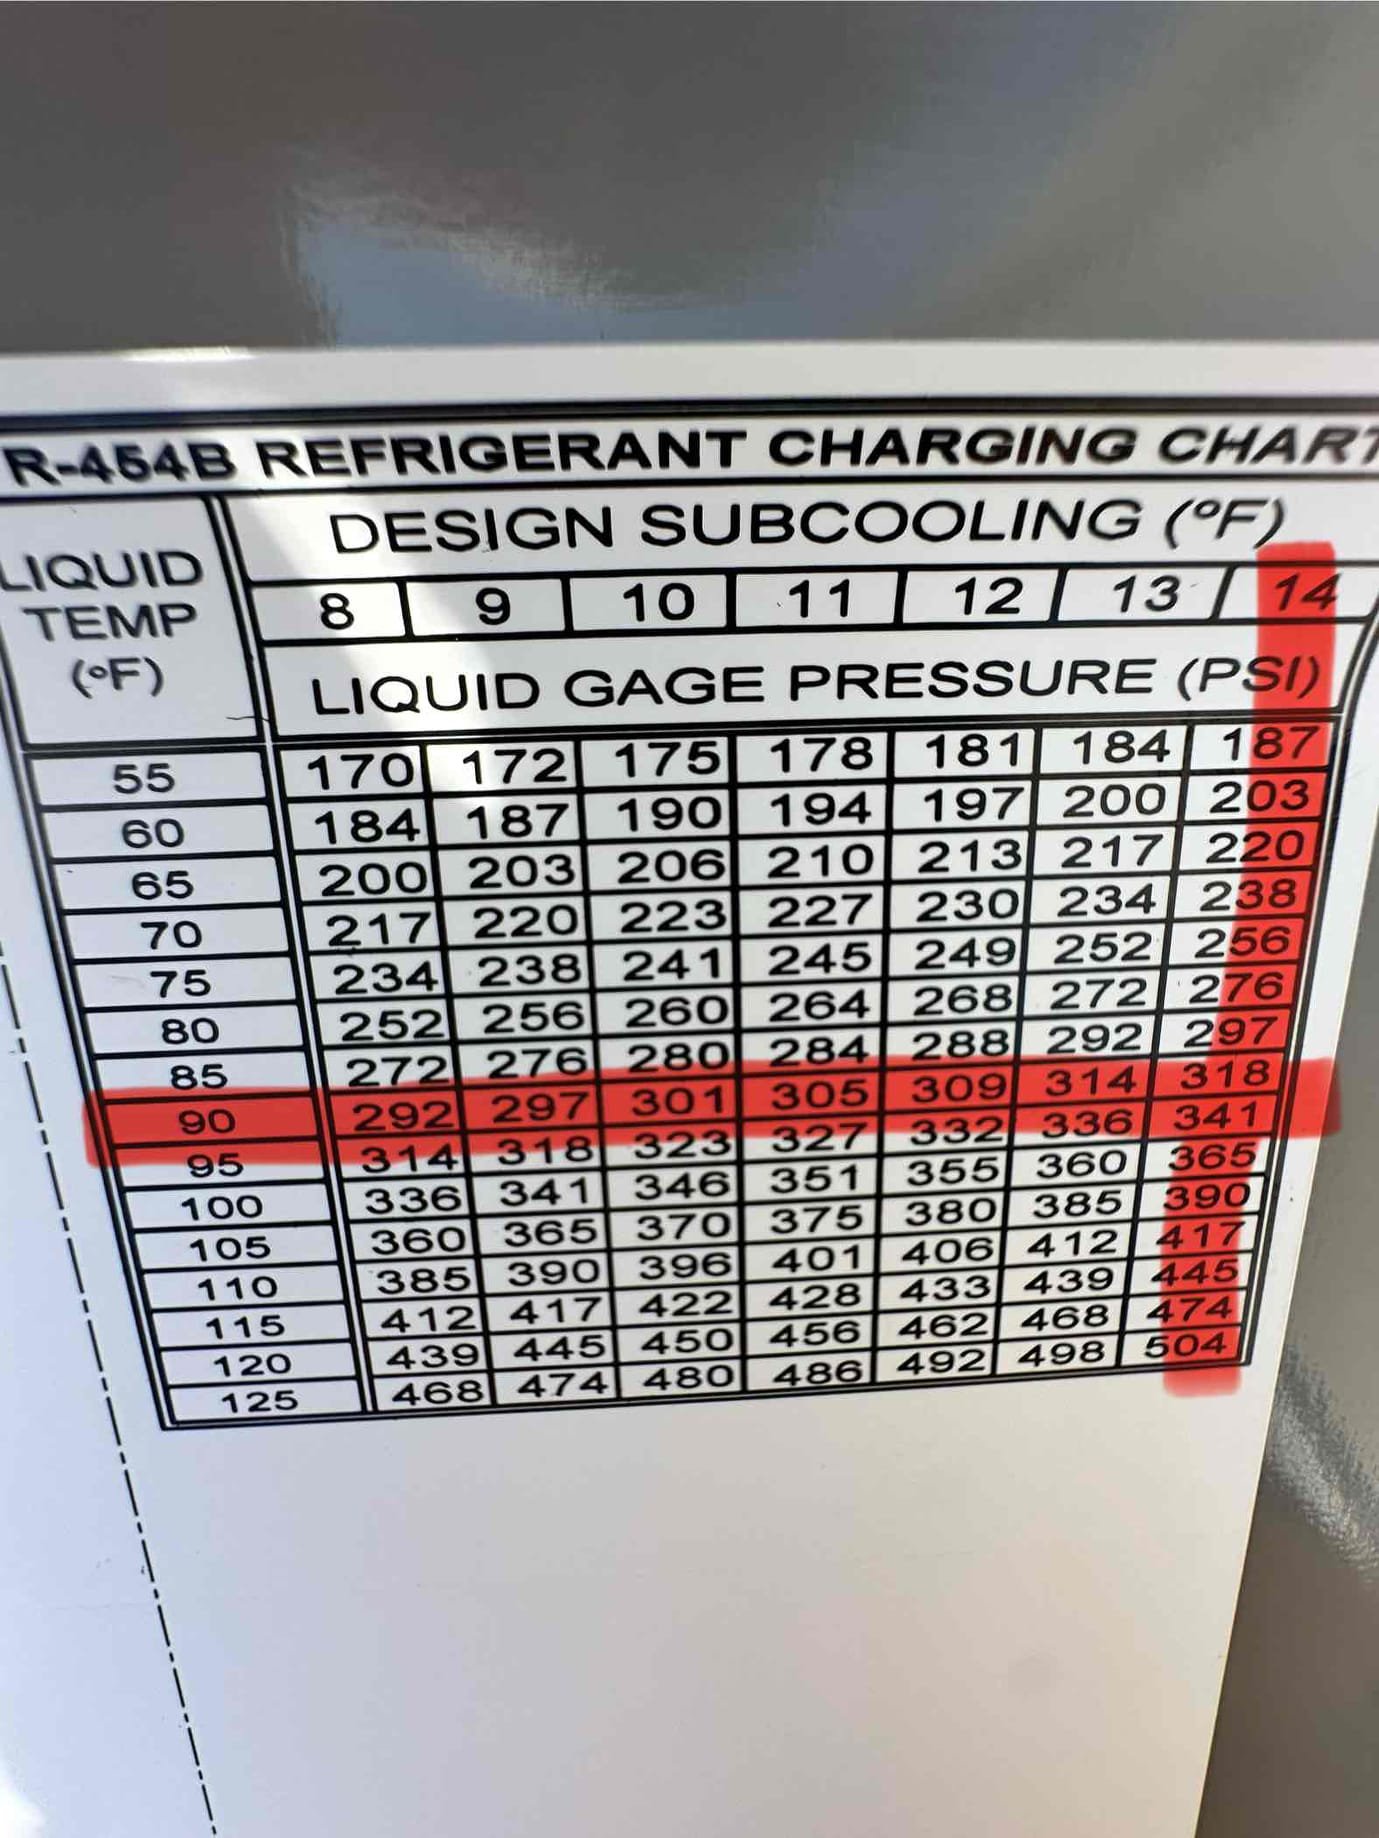 R-454B REFRIGERANT CHARGING CHART
LIQUID TEMP (°F)
DESIGN SUBCOOLING (°F)
8 9 10 11 12 13 14
LIQUID GAGE PRESSURE (PSI)
55 170 172 175 178 181 184 187
60 184 187 190 194 197 200 203
65 200 203 206 210 213 217 220
70 217 220 223 227 230 234 238
75 234 238 241 245 249 252 256
80 252 256 260 264 268 272 276
85 272 276 280 284 288 292 297
90 292 297 301 305 309 314 318
95 314 318 323 327 332 336 341
100 336 341 346 351 355 360 365
105 360 365 370 375 380 385 390
110 385 390 396 401 406 412 417
115 412 417 422 428 433 439 445
120 439 445 450 456 462 468 474
125 468 474 480 486 492 498 504